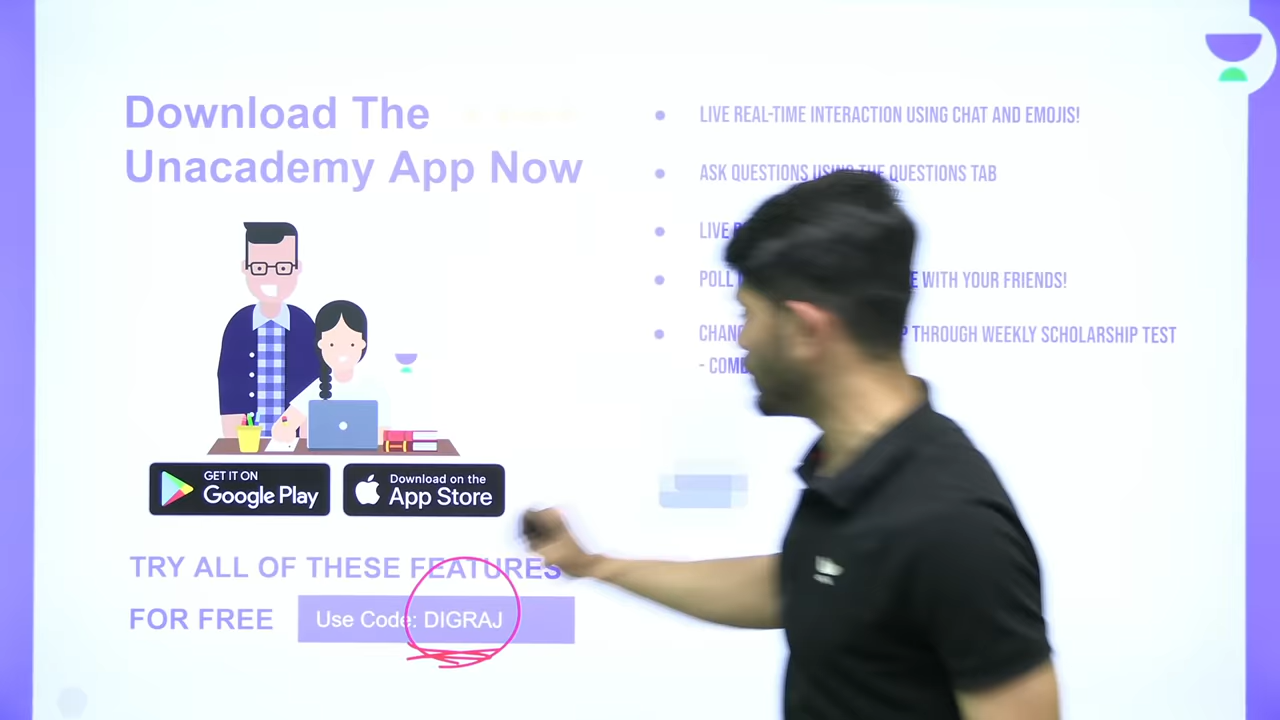 Download The
Unacademy App Now
LIVE REAL-TIME INTERACTION USING CHAT AND EMOJIS!
ASK QUESTIONS USING THE QUESTIONS TAB
LIVE
POLL WITH YOUR FRIENDS!
THROUGH WEEKLY SCHOLARSHIP TEST
-
GET IT ON
Google Play
Download on the
App Store
TRY ALL OF THESE FEATURES
FOR FREE
Use Code: DIGRAJ